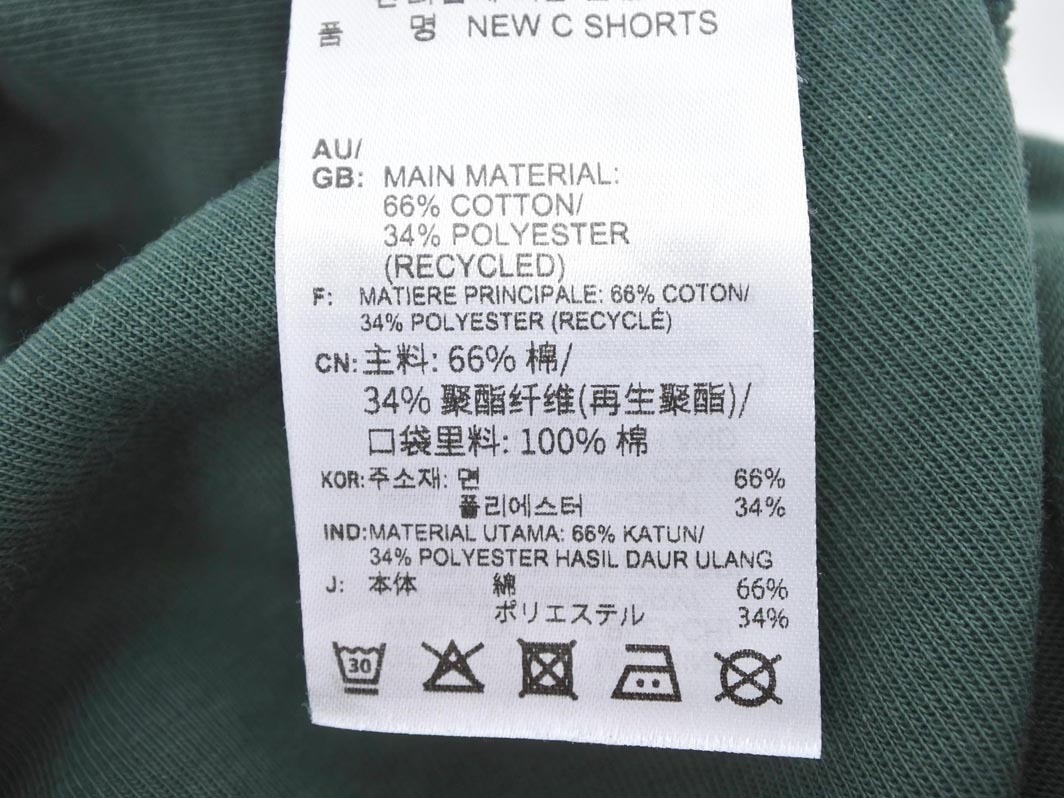 품 명 NEW C SHORTS
AU/
GB: MAIN MATERIAL:
66% COTTON/
34% POLYESTER
(RECYCLED)
F: MATIERE PRINCIPALE: 66% COTON/
34% POLYESTER (RECYCLÉ)
CN: 主料: 66% 棉/
34% 聚酯纤维(再生聚酯)/
口袋里料: 100% 棉
KOR: 주소재: 면 66%
폴리에스터 34%
IND: MATERIAL UTAMA: 66% KATUN/
34% POLYESTER HASIL DAUR ULANG
J: 本体 綿 66%
ポリエステル 34%
30